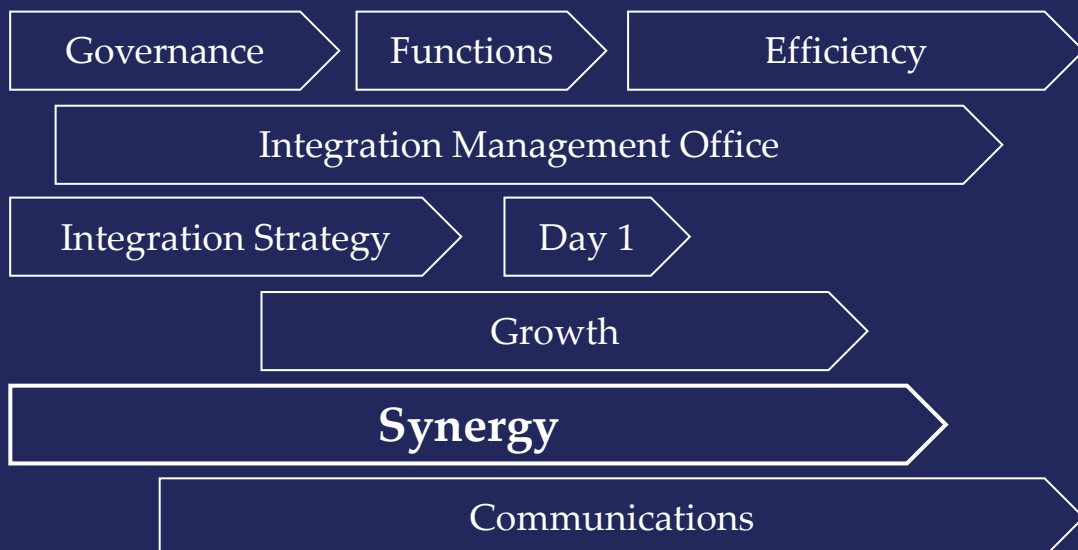 Governance Functions Efficiency
Integration Management Office
Integration Strategy Day 1
Growth
Synergy
Communications